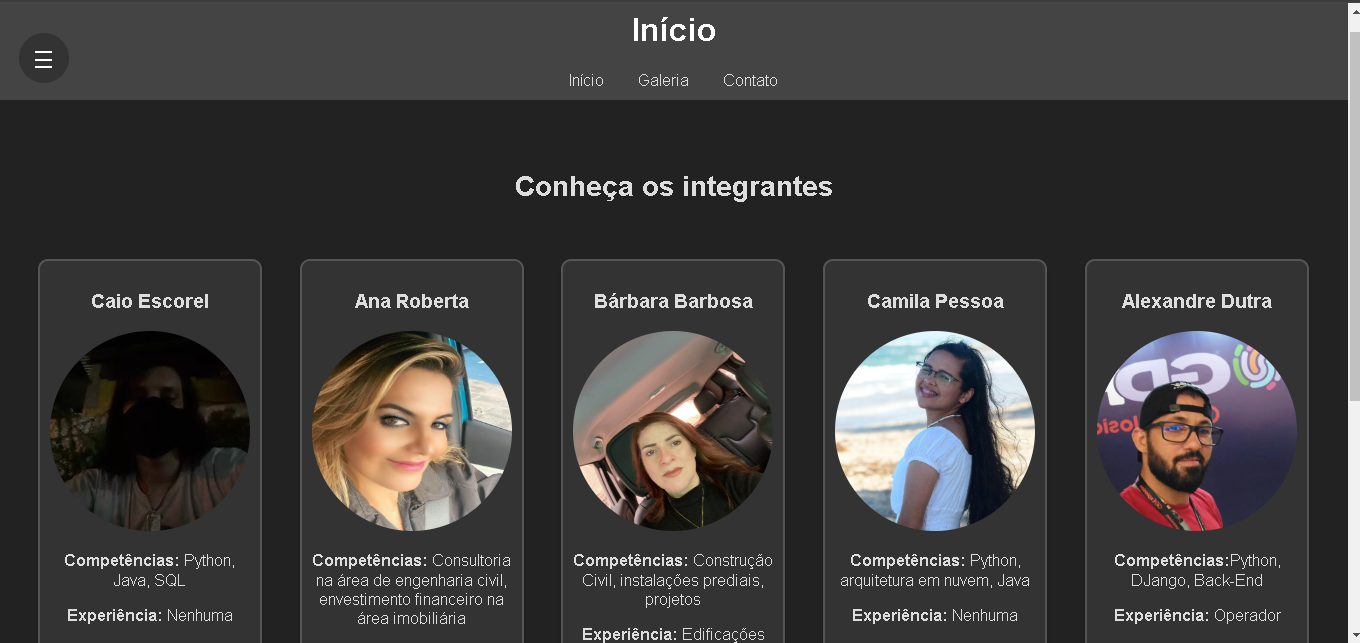 Início
☰
Início Galeria Contato
Conheça os integrantes
Caio Escorel
Competências: Python,
Java, SQL
Experiência: Nenhuma
Ana Roberta
Competências: Consultoria
na área de engenharia civil,
envestimento financeiro na
área imobiliária
Bárbara Barbosa
Competências: Construção
Civil, instalações prediais,
projetos
Experiência: Edificações
Camila Pessoa
Competências: Python,
arquitetura em nuvem, Java
Experiência: Nenhuma
Alexandre Dutra
Competências:Python,
DJango, Back-End
Experiência: Operador